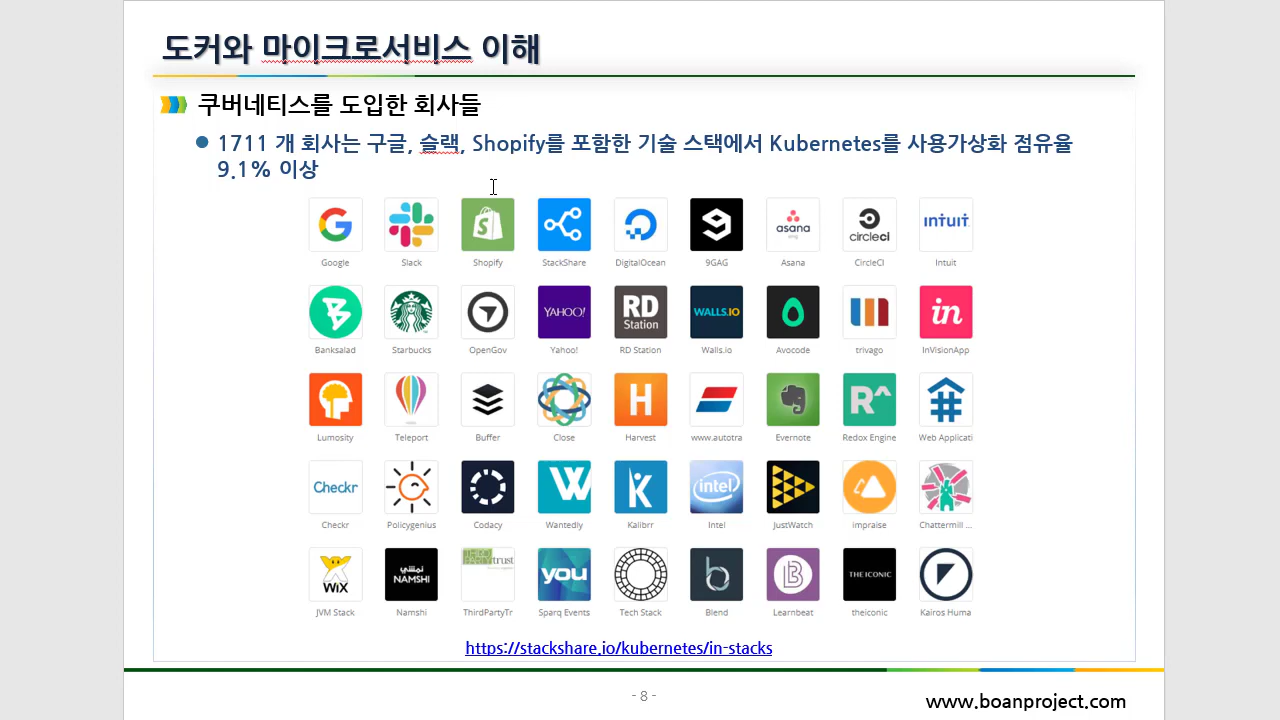 도커와 마이크로서비스 이해
쿠버네티스를 도입한 회사들
1711 개 회사는 구글, 슬랙, Shopify를 포함한 기술 스택에서 Kubernetes를 사용가상화 점유율
9.1% 이상
asana
circleci
intuit
Google Slack Shopify StackShare DigitalOcean 9GAG Asana CircleCI Intuit
YAHOO!
RD
Station
WALLS.IO
in
Banksalad Starbucks OpenGov Yahoo! RD Station Walls.io Avocode trivago InVisionApp
H
R^
Lumosity Teleport Buffer Close Harvest www.autotra Evernote Redox Engine Web Applicati
Checkr
intel
Checkr Policygenius Codacy Wantedly Kalibrr Intel JustWatch impraise Chattermill ...
WIX
نمشي
NAMSHI
THIRD
PARTYtrust
you
THE ICONIC
JVM Stack Namshi ThirdPartyTr Sparq Events Tech Stack Blend Learnbeat theiconic Kairos Huma
https://stackshare.io/kubernetes/in-stacks
- 8 -
www.boanproject.com